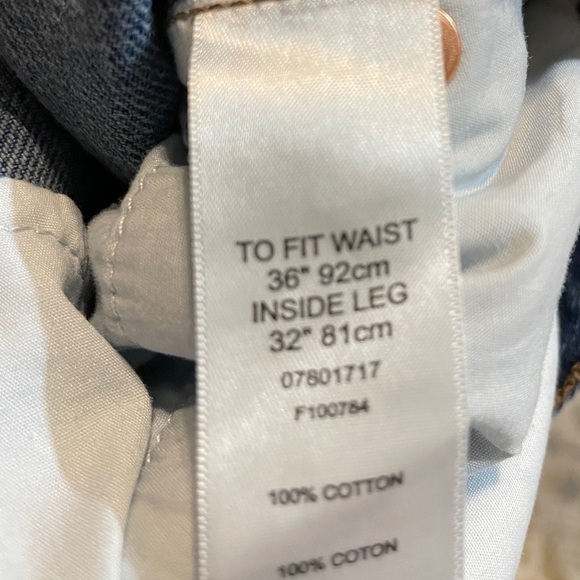 TO FIT WAIST
36" 92cm
INSIDE LEG
32" 81cm
07801717
F100784
100% COTTON
100% COTON